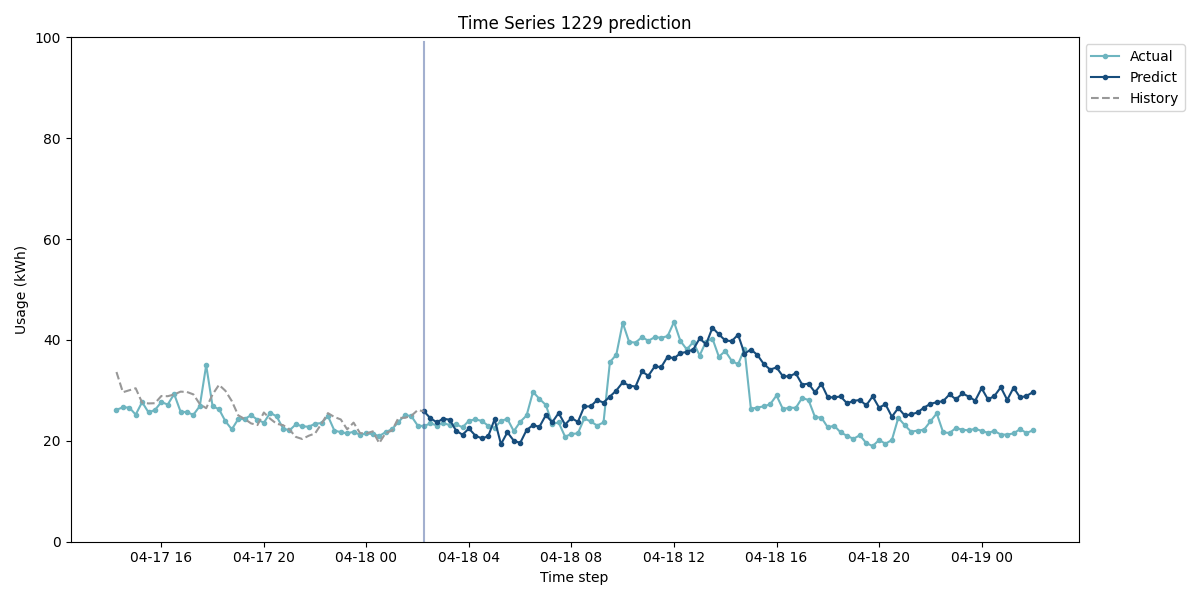 Time Series 1229 prediction
Usage (kWh)
100
80
60
40
20
0
04-17 16
04-17 20
04-18 00
04-18 04
04-18 08
04-18 12
04-18 16
04-18 20
04-19 00
Time step
Actual
Predict
History